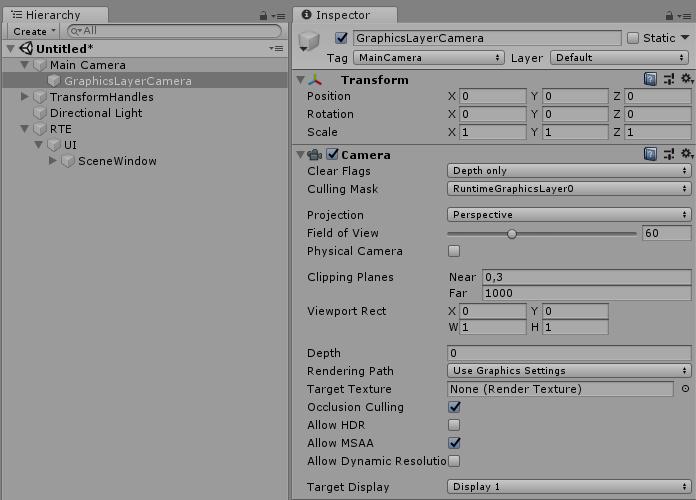 Hierarchy
Create
All
Untitled*
Main Camera
GraphicsLayerCamera
TransformHandles
Directional Light
RTE
UI
SceneWindow
Inspector
GraphicsLayerCamera Static
Tag MainCamera Layer Default
Transform
Position X 0 Y 0 Z 0
Rotation X 0 Y 0 Z 0
Scale X 1 Y 1 Z 1
Camera
Clear Flags Depth only
Culling Mask RuntimeGraphicsLayer0
Projection Perspective
Field of View 60
Physical Camera
Clipping Planes Near 0,3
Far 1000
Viewport Rect X 0 Y 0
W 1 H 1
Depth 0
Rendering Path Use Graphics Settings
Target Texture None (Render Texture)
Occlusion Culling
Allow HDR
Allow MSAA
Allow Dynamic Resolutio
Target Display Display 1